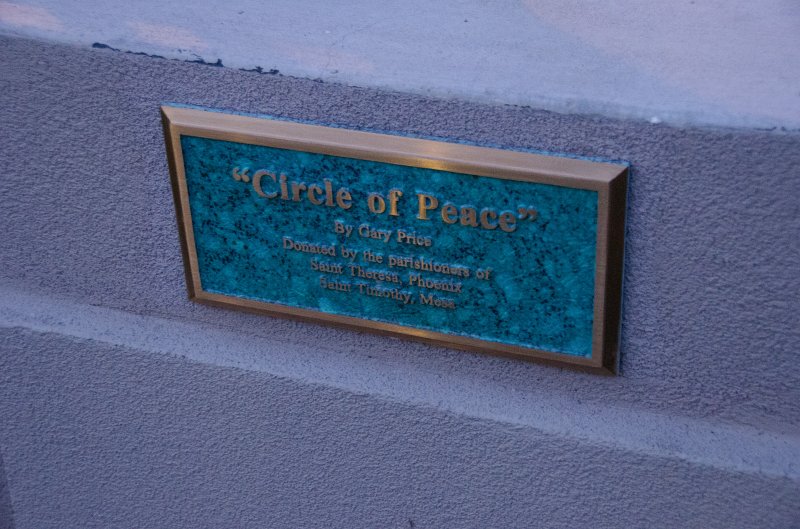 “Circle of Peace”
By Gary Price
Donated by the parishioners of
Saint Theresa, Phoenix
Saint Timothy, Mesa